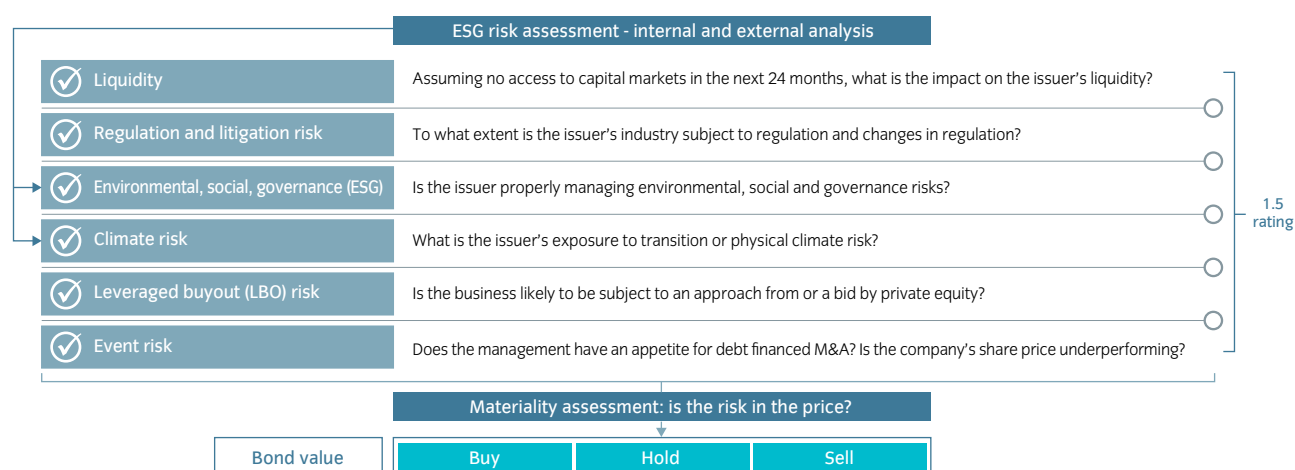 ESG risk assessment - internal and external analysis
Liquidity
Assuming no access to capital markets in the next 24 months, what is the impact on the issuer's liquidity?
Regulation and litigation risk
To what extent is the issuer's industry subject to regulation and changes in regulation?
Environmental, social, governance (ESG)
Is the issuer properly managing environmental, social and governance risks?
Climate risk
What is the issuer's exposure to transition or physical climate risk?
Leveraged buyout (LBO) risk
Is the business likely to be subject to an approach from or a bid by private equity?
Event risk
Does the management have an appetite for debt financed M&A? Is the company's share price underperforming?
1.5
rating
Materiality assessment: is the risk in the price?
Bond value
Buy
Hold
Sell